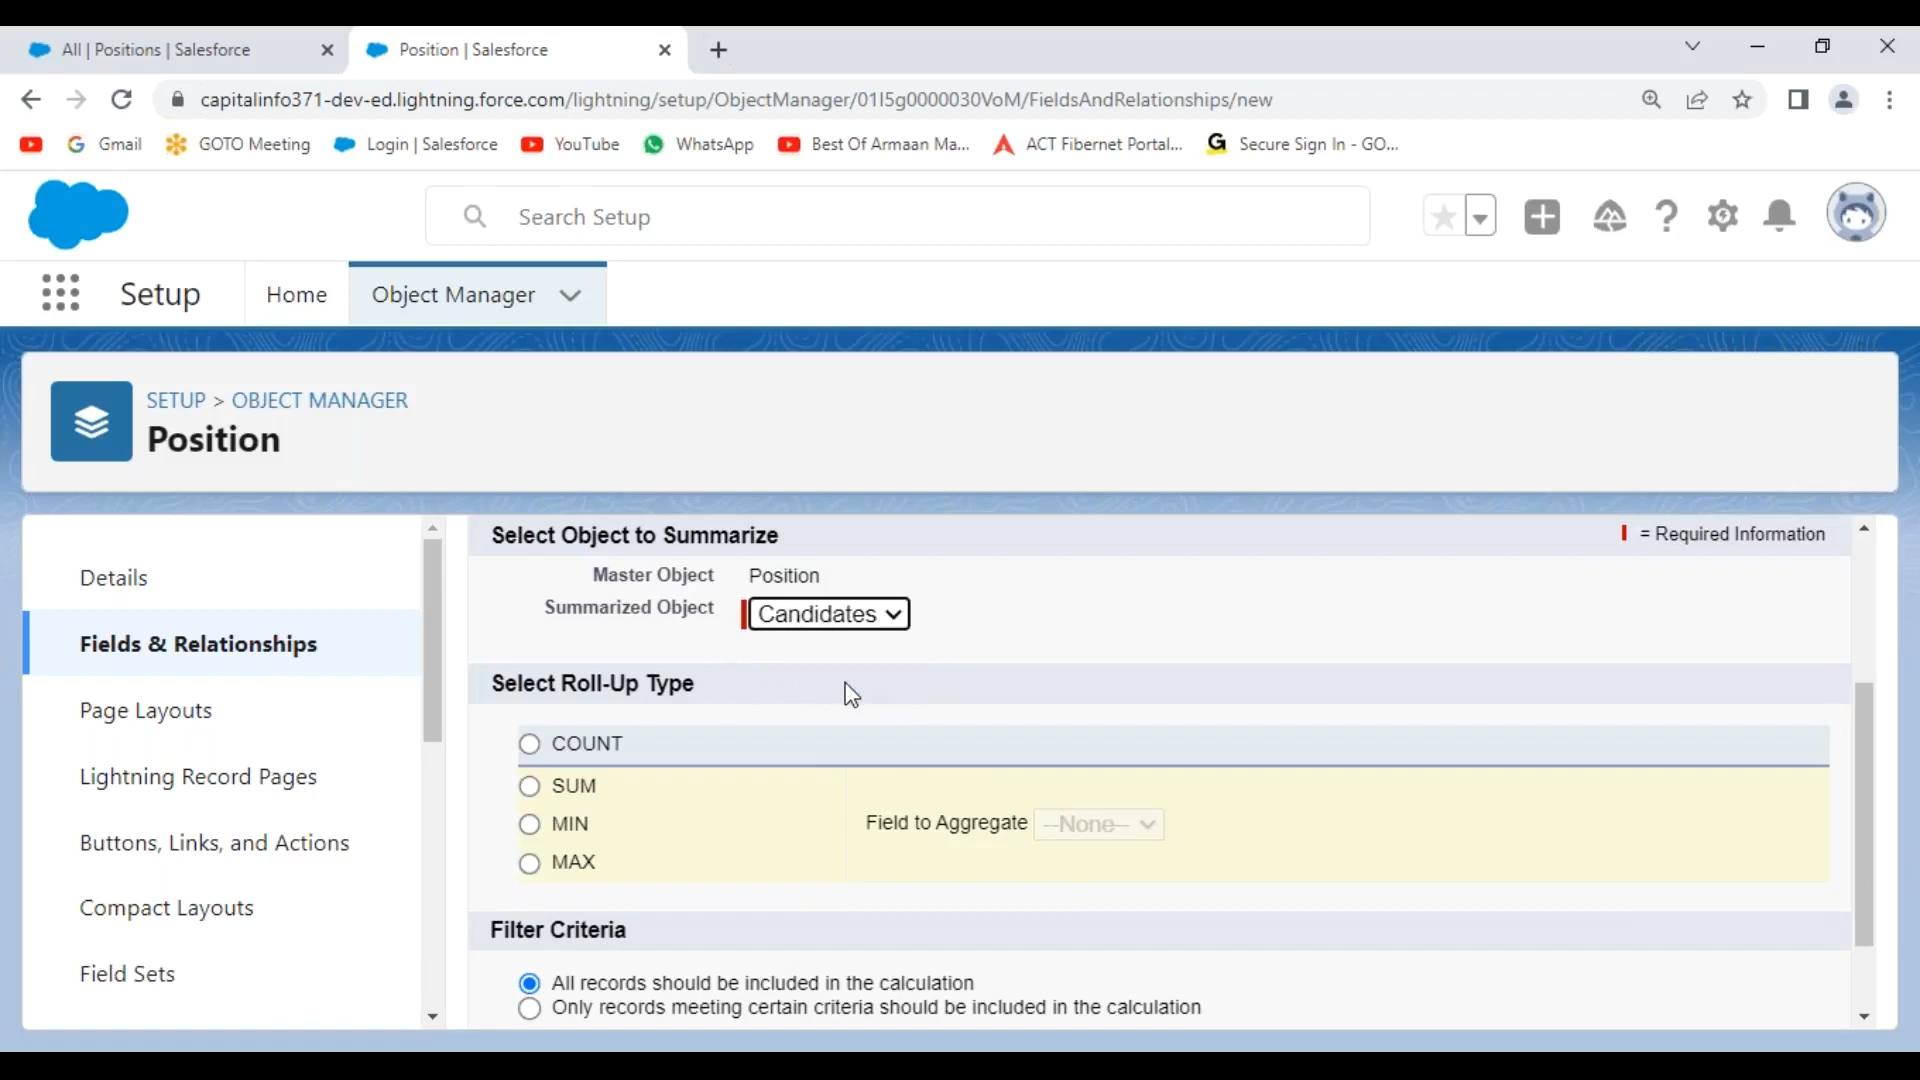 All | Positions | Salesforce
Position | Salesforce
capitalinfo371-dev-ed.lightning.force.com/lightning/setup/ObjectManager/01I5g0000030VoM/FieldsAndRelationships/new
Gmail
GOTO Meeting
Login | Salesforce
YouTube
WhatsApp
Best Of Armaan Ma...
ACT Fibernet Portal...
Secure Sign In - GO...
Search Setup
Setup
Home
Object Manager
SETUP > OBJECT MANAGER
Position
Details
Fields & Relationships
Page Layouts
Lightning Record Pages
Buttons, Links, and Actions
Compact Layouts
Field Sets
Select Object to Summarize
= Required Information
Master Object Position
Summarized Object Candidates
Select Roll-Up Type
COUNT
SUM
MIN
MAX
Field to Aggregate --None--
Filter Criteria
All records should be included in the calculation
Only records meeting certain criteria should be included in the calculation